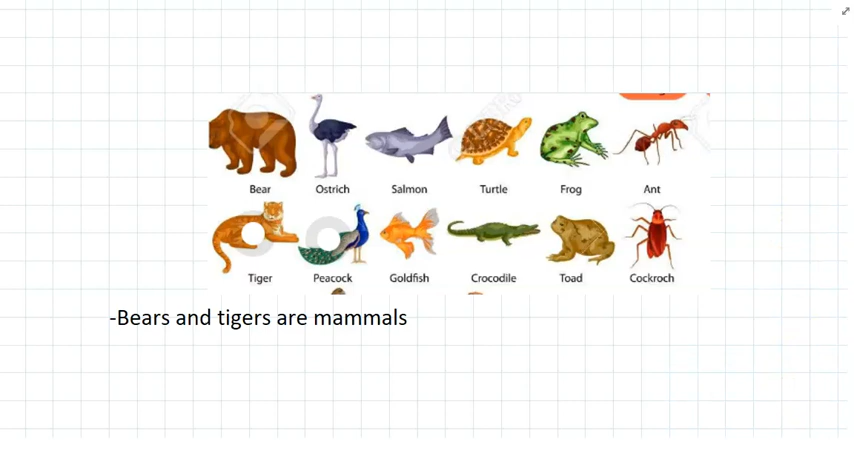 Bear Ostrich Salmon Turtle Frog Ant
Tiger Peacock Goldfish Crocodile Toad Cockroch
-Bears and tigers are mammals